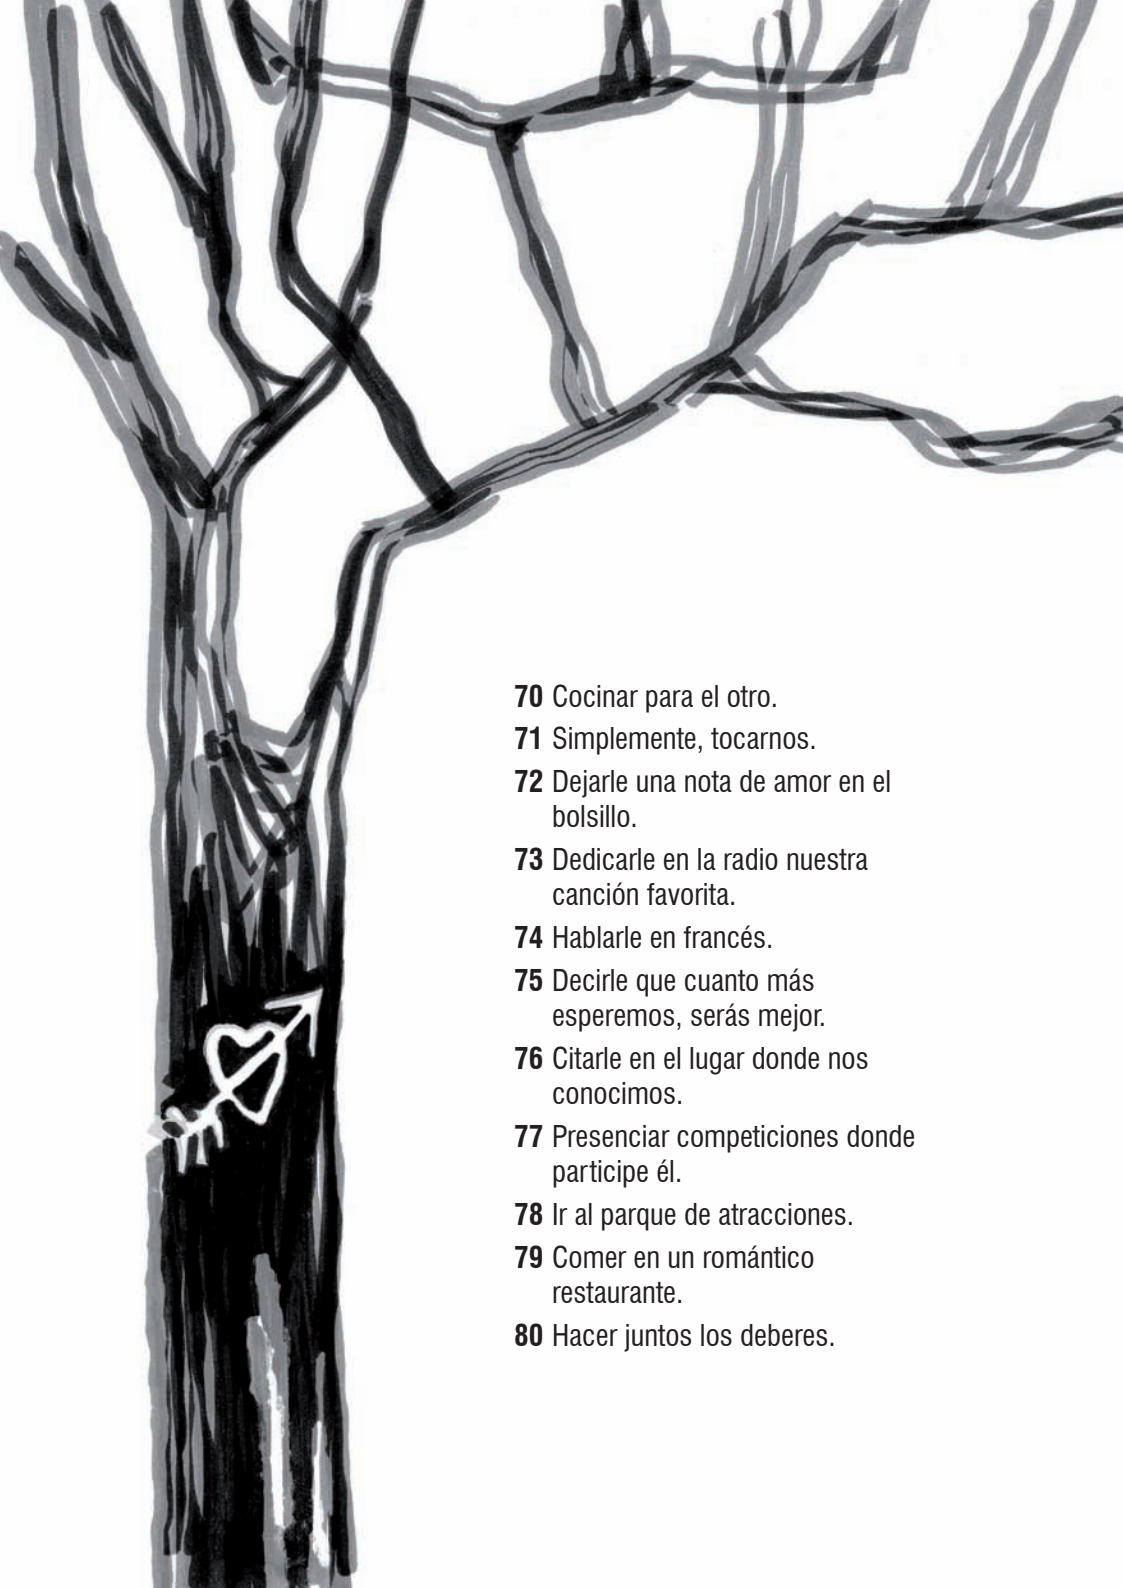 70 Cocinar para el otro.
71 Simplemente, tocarnos.
72 Dejarle una nota de amor en el
bolsillo.
73 Dedicarle en la radio nuestra
canción favorita.
74 Hablarle en francés.
75 Decirle que cuanto más
esperemos, serás mejor.
76 Citarle en el lugar donde nos
conocimos.
77 Presenciar competiciones donde
participe él.
78 Ir al parque de atracciones.
79 Comer en un romántico
restaurante.
80 Hacer juntos los deberes.